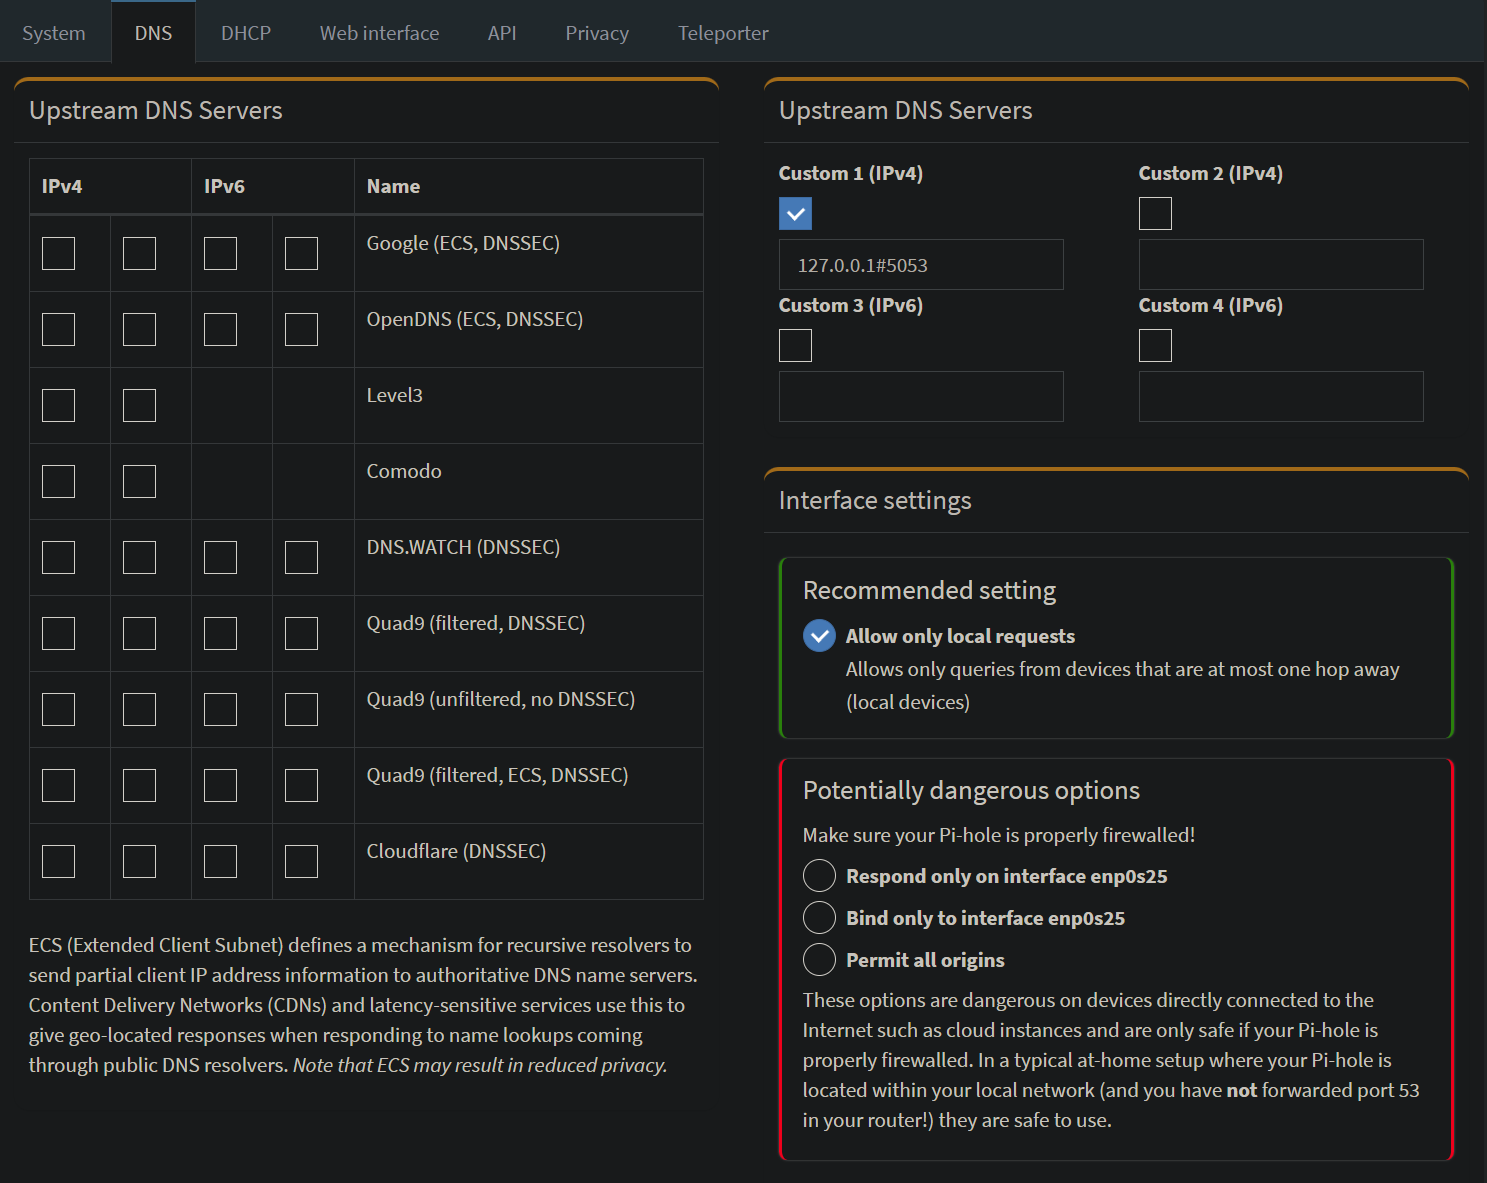 System DNS DHCP Web interface API Privacy Teleporter
Upstream DNS Servers
IPv4 IPv6 Name
Google (ECS, DNSSEC)
OpenDNS (ECS, DNSSEC)
Level3
Comodo
DNS.WATCH (DNSSEC)
Quad9 (filtered, DNSSEC)
Quad9 (unfiltered, no DNSSEC)
Quad9 (filtered, ECS, DNSSEC)
Cloudflare (DNSSEC)
ECS (Extended Client Subnet) defines a mechanism for recursive resolvers to
send partial client IP address information to authoritative DNS name servers.
Content Delivery Networks (CDNs) and latency-sensitive services use this to
give geo-located responses when responding to name lookups coming
through public DNS resolvers. Note that ECS may result in reduced privacy.
Upstream DNS Servers
Custom 1 (IPv4) Custom 2 (IPv4)
127.0.0.1#5053
Custom 3 (IPv6) Custom 4 (IPv6)
Interface settings
Recommended setting
Allow only local requests
Allows only queries from devices that are at most one hop away
(local devices)
Potentially dangerous options
Make sure your Pi-hole is properly firewalled!
Respond only on interface enp0s25
Bind only to interface enp0s25
Permit all origins
These options are dangerous on devices directly connected to the
Internet such as cloud instances and are only safe if your Pi-hole is
properly firewalled. In a typical at-home setup where your Pi-hole is
located within your local network (and you have not forwarded port 53
in your router!) they are safe to use.